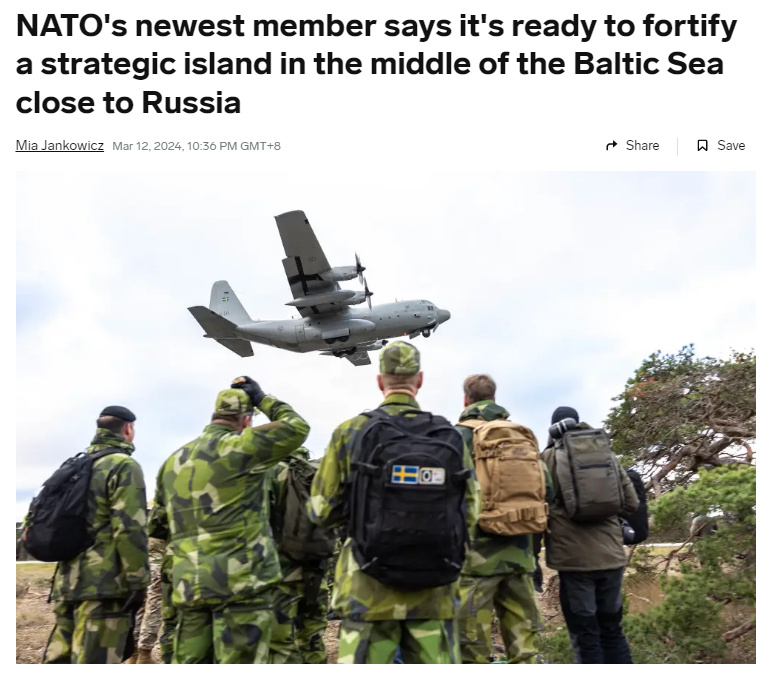 NATO's newest member says it's ready to fortify
a strategic island in the middle of the Baltic Sea
close to Russia
Mia Jankowicz Mar 12, 2024, 10:36 PM GMT+8
Share Save